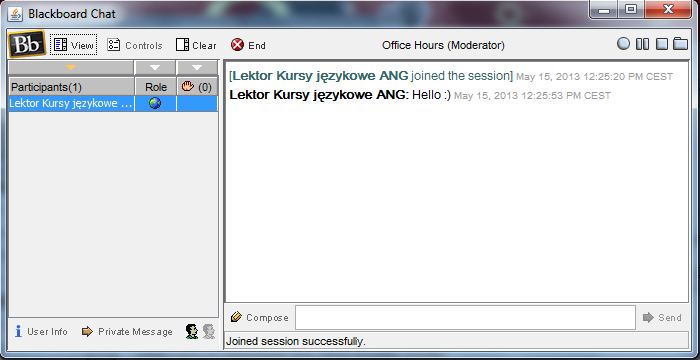 Blackboard Chat
Bb View Controls Clear End Office Hours (Moderator)
Participants(1) Role (0)
Lektor Kursy językowe ...
[Lektor Kursy językowe ANG joined the session] May 15, 2013 12:25:20 PM CEST
Lektor Kursy językowe ANG: Hello :) May 15, 2013 12:25:53 PM CEST
Compose Send
User Info Private Message
Joined session successfully.